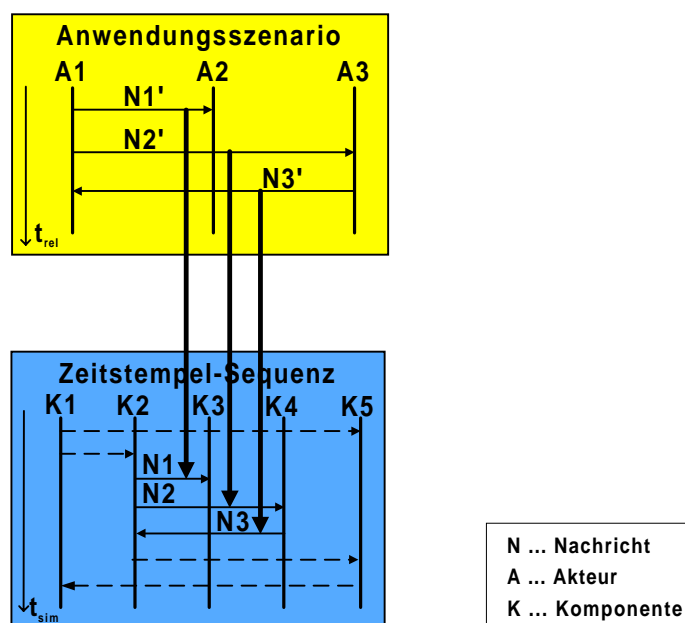 Anwendungsszenario
A1 A2 A3
N1'
N2'
N3'
t rel
Zeitstempel-Sequenz
K1 K2 K3 K4 K5
N1
N2
N3
t sim
N ... Nachricht
A ... Akteur
K ... Komponente